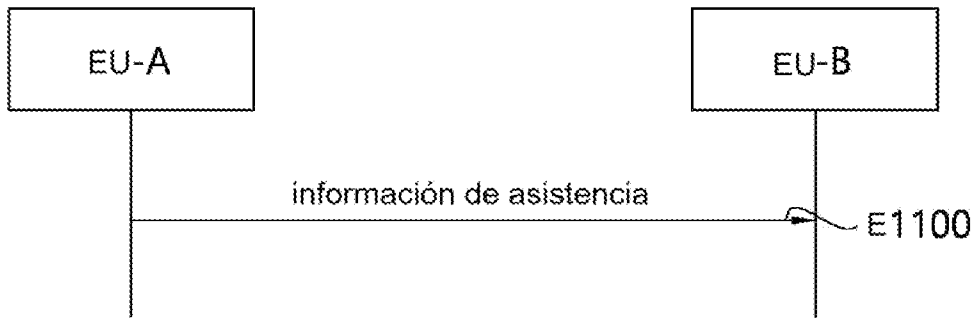 EU-A
EU-B
información de asistencia
E1100